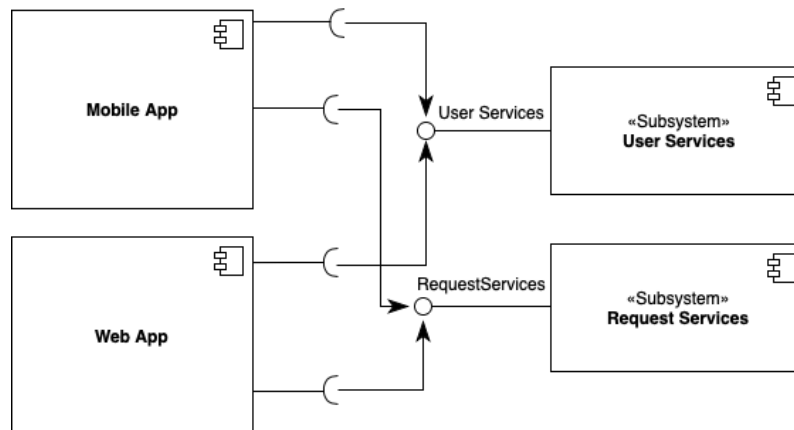 Mobile App
User Services
«Subsystem»
User Services
Web App
RequestServices
«Subsystem»
Request Services